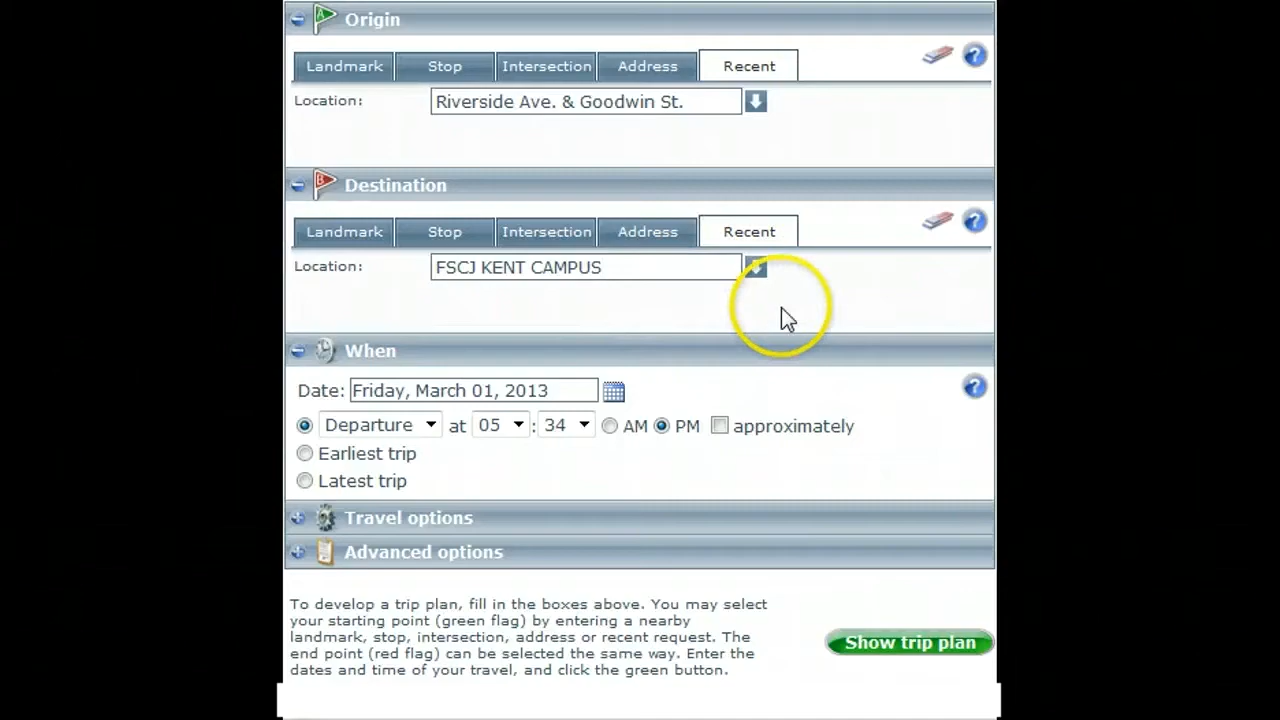 Origin
Landmark Stop Intersection Address Recent
Location: Riverside Ave. & Goodwin St.
Destination
Landmark Stop Intersection Address Recent
Location: FSCJ KENT CAMPUS
When
Date: Friday, March 01, 2013
Departure at 05 : 34 AM PM approximately
Earliest trip
Latest trip
Travel options
Advanced options
To develop a trip plan, fill in the boxes above. You may select
your starting point (green flag) by entering a nearby
landmark, stop, intersection, address or recent request. The
end point (red flag) can be selected the same way. Enter the
dates and time of your travel, and click the green button.
Show trip plan